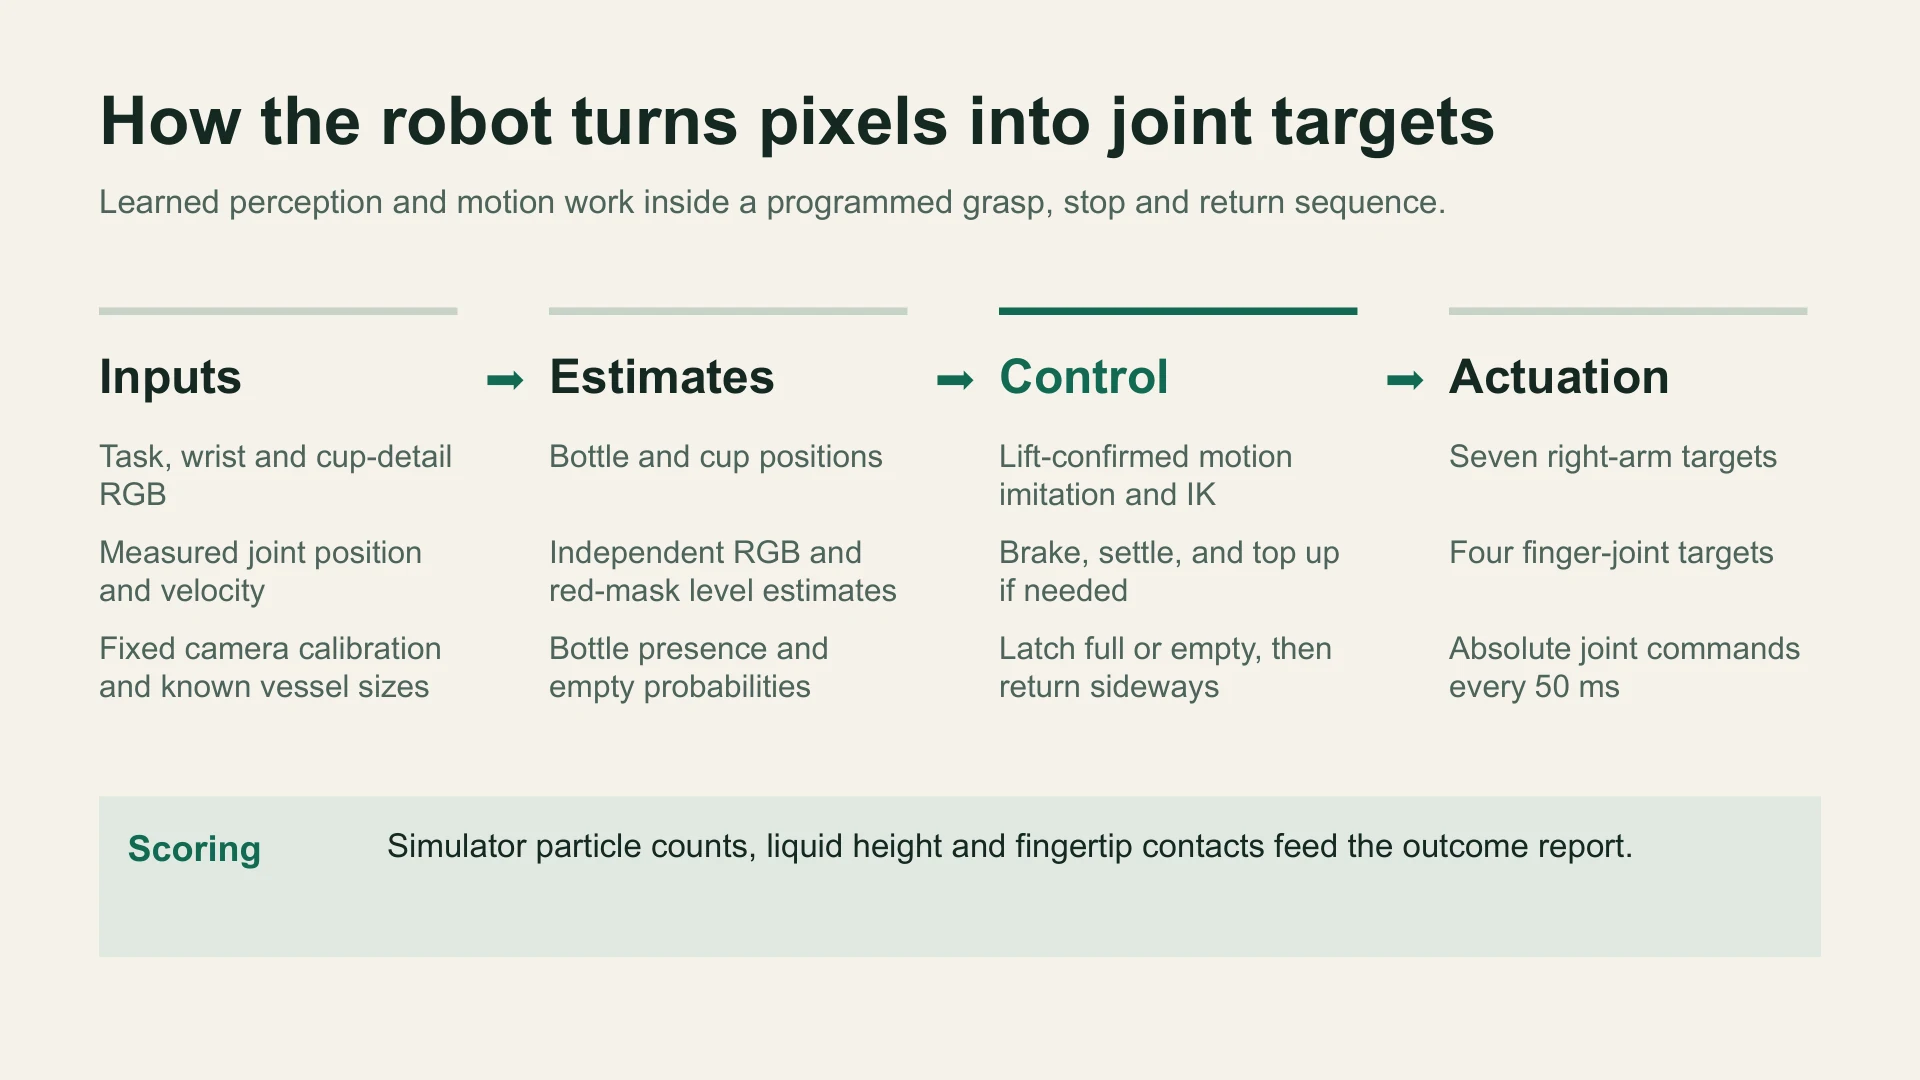 How the robot turns pixels into joint targets
Learned perception and motion work inside a programmed grasp, stop and return sequence.
Inputs
Task, wrist and cup-detail
RGB
Measured joint position
and velocity
Fixed camera calibration
and known vessel sizes
Estimates
Bottle and cup positions
Independent RGB and
red-mask level estimates
Bottle presence and
empty probabilities
Control
Lift-confirmed motion
imitation and IK
Brake, settle, and top up
if needed
Latch full or empty, then
return sideways
Actuation
Seven right-arm targets
Four finger-joint targets
Absolute joint commands
every 50 ms
Scoring
Simulator particle counts, liquid height and fingertip contacts feed the outcome report.